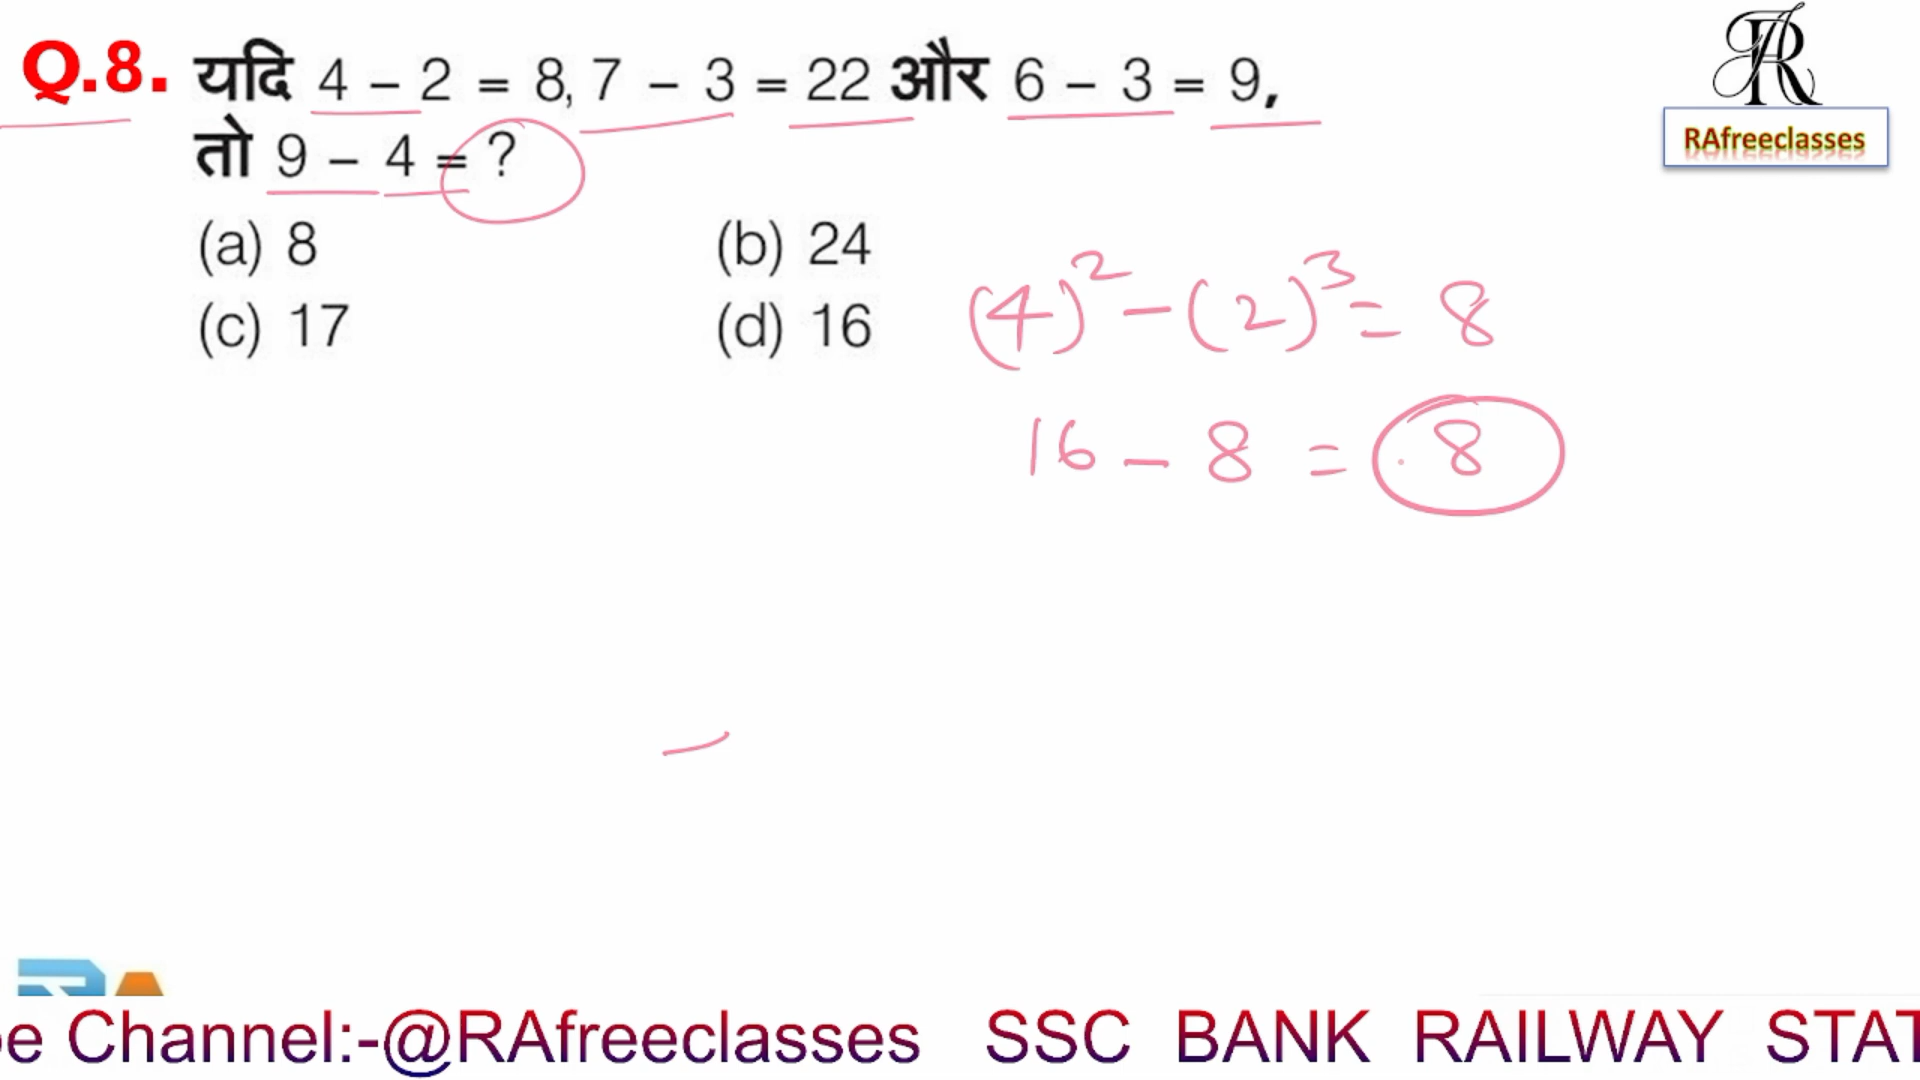 Q.8. यदि 4 – 2 = 8, 7 – 3 = 22 और 6 – 3 = 9,
तो 9 – 4 = ?
(a) 8 (b) 24
(c) 17 (d) 16
(4)² – (2)³ = 8
16 – 8 = 8
RAfreeclasses
e Channel:-@RAfreeclasses SSC BANK RAILWAY STAT